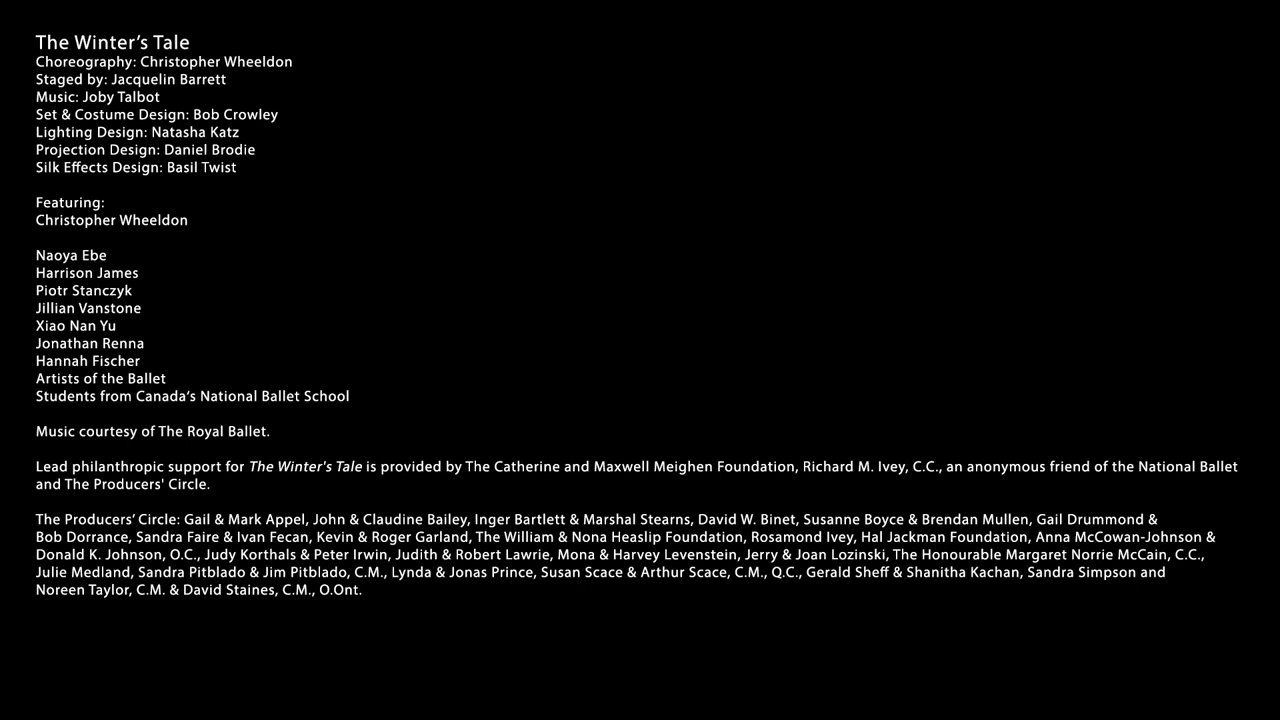 The Winter’s Tale
Choreography: Christopher Wheeldon
Staged by: Jacquelin Barrett
Music: Joby Talbot
Set & Costume Design: Bob Crowley
Lighting Design: Natasha Katz
Projection Design: Daniel Brodie
Silk Effects Design: Basil Twist
Featuring:
Christopher Wheeldon
Naoya Ebe
Harrison James
Piotr Stanczyk
Jillian Vanstone
Xiao Nan Yu
Jonathan Renna
Hannah Fischer
Artists of the Ballet
Students from Canada’s National Ballet School
Music courtesy of The Royal Ballet.
Lead philanthropic support for The Winter's Tale is provided by The Catherine and Maxwell Meighen Foundation, Richard M. Ivey, C.C., an anonymous friend of the National Ballet
and The Producers' Circle.
The Producers’ Circle: Gail & Mark Appel, John & Claudine Bailey, Inger Bartlett & Marshal Stearns, David W. Binet, Susanne Boyce & Brendan Mullen, Gail Drummond &
Bob Dorrance, Sandra Faire & Ivan Fecan, Kevin & Roger Garland, The William & Nona Heaslip Foundation, Rosamond Ivey, Hal Jackman Foundation, Anna McCowan-Johnson &
Donald K. Johnson, O.C., Judy Korthals & Peter Irwin, Judith & Robert Lawrie, Mona & Harvey Levenstein, Jerry & Joan Lozinski, The Honourable Margaret Norrie McCain, C.C.,
Julie Medland, Sandra Pitblado & Jim Pitblado, C.M., Lynda & Jonas Prince, Susan Scace & Arthur Scace, C.M., Q.C., Gerald Sheff & Shanitha Kachan, Sandra Simpson and
Noreen Taylor, C.M. & David Staines, C.M., O.Ont.